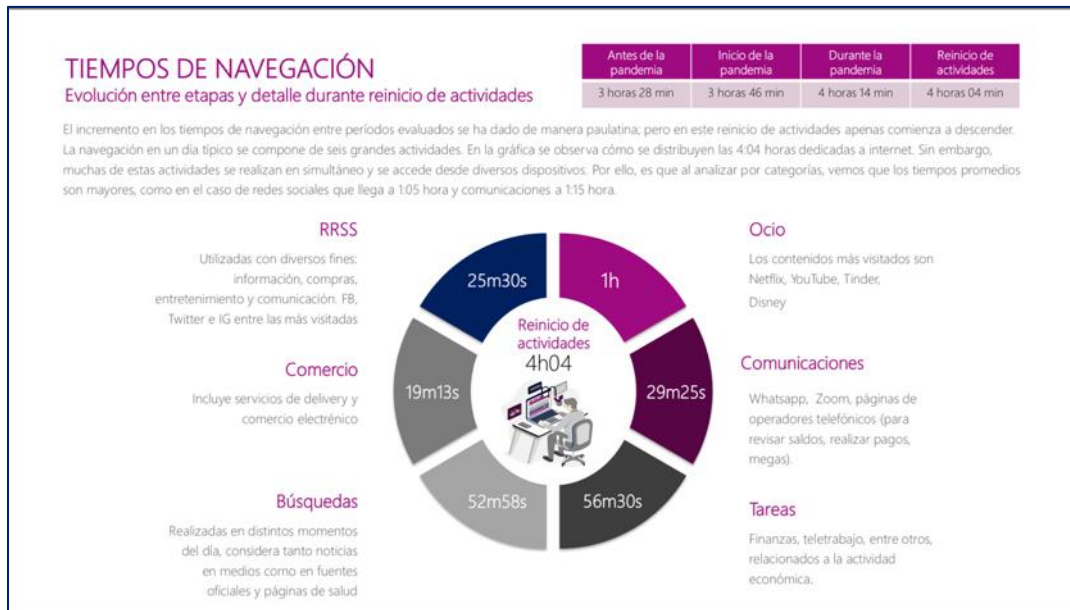 TIEMPOS DE NAVEGACIÓN
Evolución entre etapas y detalle durante reinicio de actividades
Antes de la pandemia
Inicio de la pandemia
Durante la pandemia
Reinicio de actividades
3 horas 28 min
3 horas 46 min
4 horas 14 min
4 horas 04 min
El incremento en los tiempos de navegación entre períodos evaluados se ha dado de manera paulatina; pero en este reinicio de actividades apenas comienza a descender.
La navegación en un día típico se compone de seis grandes actividades. En la gráfica se observa cómo se distribuyen las 4:04 horas dedicadas a internet. Sin embargo,
muchas de estas actividades se realizan en simultáneo y se accede desde diversos dispositivos. Por ello, es que al analizar por categorías, vemos que los tiempos promedios
son mayores, como en el caso de redes sociales que llega a 1:05 hora y comunicaciones a 1:15 hora.
RRSS
Utilizadas con diversos fines:
información, compras,
entretenimiento y comunicación. FB,
Twitter e IG entre las más visitadas
Comercio
Incluye servicios de delivery y
comercio electrónico
Búsquedas
Realizadas en distintos momentos
del día, considera tanto noticias
en medios como en fuentes
oficiales y páginas de salud
25m30s
1h
19m13s
29m25s
52m58s
56m30s
Reinicio de
actividades
4h04
Ocio
Los contenidos más visitados son
Netflix, YouTube, Tinder,
Disney
Comunicaciones
Whatsapp, Zoom, páginas de
operadores telefónicos (para
revisar saldos, realizar pagos,
megas).
Tareas
Finanzas, teletrabajo, entre otros,
relacionados a la actividad
económica.